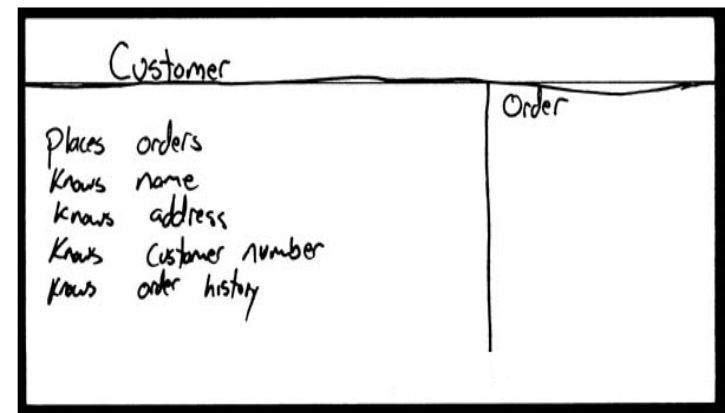 Customer
Order
Places orders
Knows name
Knows address
Knows Customer number
Knows order history